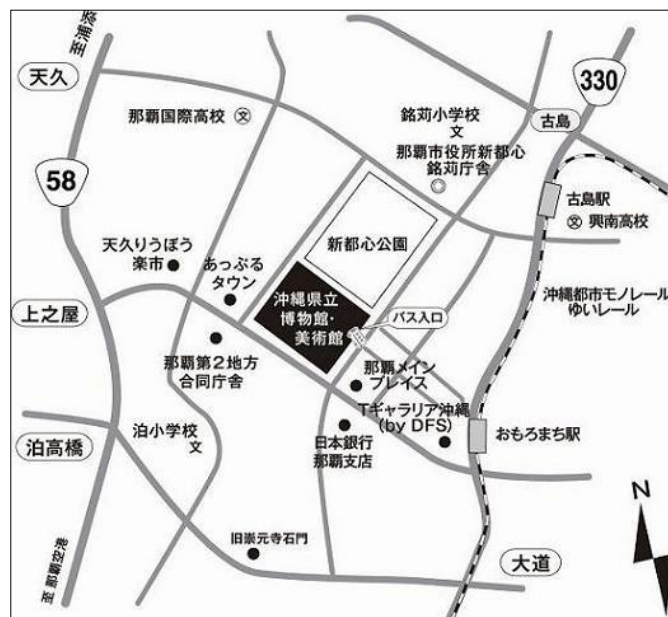 至浦添
天久
330
那覇国際高校 文
銘苅小学校
文
古島
那覇市役所新都心
銘苅庁舎
58
古島駅
文 興南高校
新都心公園
天久りうぼう
楽市
あっぷる
タウン
沖縄県立
博物館・
美術館
バス入口
沖縄都市モノレール
ゆいレール
上之屋
那覇第2地方
合同庁舎
那覇メイン
プレイス
Tギャラリア沖縄
(by DFS)
おもろまち駅
泊小学校
文
日本銀行
那覇支店
泊高橋
N
旧崇元寺石門
大道
至 那覇空港